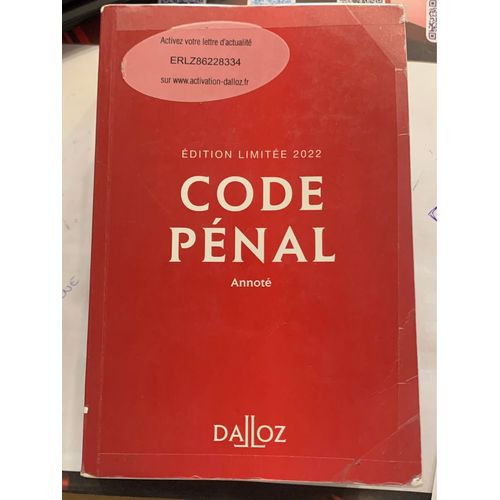 Activez votre lettre d'actualité
ERLZ86228334
sur www.activation-dalloz.fr
ÉDITION LIMITÉE 2022
CODE
PÉNAL
Annoté
DALLOZ